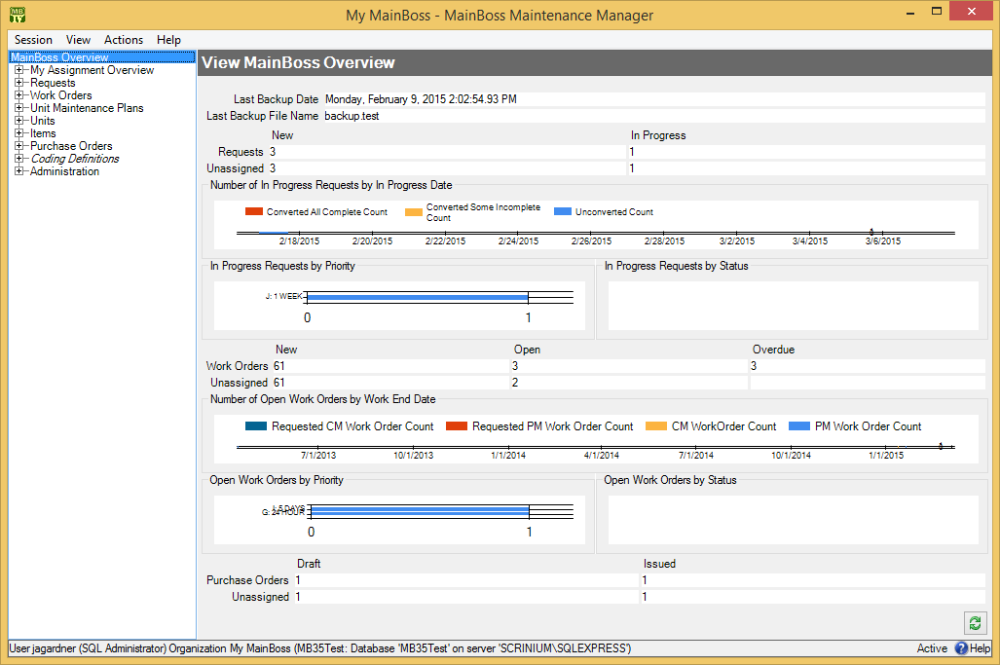 MB
TV
My MainBoss - MainBoss Maintenance Manager
Session View Actions Help
MainBoss Overview
My Assignment Overview
Requests
Work Orders
Unit Maintenance Plans
Units
Items
Purchase Orders
Coding Definitions
Administration
View MainBoss Overview
Last Backup Date Monday, February 9, 2015 2:02:54.93 PM
Last Backup File Name backup.test
New In Progress
Requests 3 1
Unassigned 3 1
Number of In Progress Requests by In Progress Date
Converted All Complete Count Converted Some Incomplete Count Unconverted Count
2/18/2015 2/20/2015 2/22/2015 2/24/2015 2/26/2015 2/28/2015 3/2/2015 3/4/2015 3/6/2015
In Progress Requests by Priority
J: 1 WEEK
0 1
In Progress Requests by Status
New Open Overdue
Work Orders 61 3 3
Unassigned 61 2
Number of Open Work Orders by Work End Date
Requested CM Work Order Count Requested PM Work Order Count CM WorkOrder Count PM Work Order Count
7/1/2013 10/1/2013 1/1/2014 4/1/2014 7/1/2014 10/1/2014 1/1/2015
Open Work Orders by Priority
I: 5 DAYS
G: 24 HOUR
0 1
Open Work Orders by Status
Draft Issued
Purchase Orders 1 1
Unassigned 1 1
User jagardner (SQL Administrator) Organization My MainBoss (MB35Test: Database 'MB35Test' on server 'SCRINIUM\SQLEXPRESS') Active Help